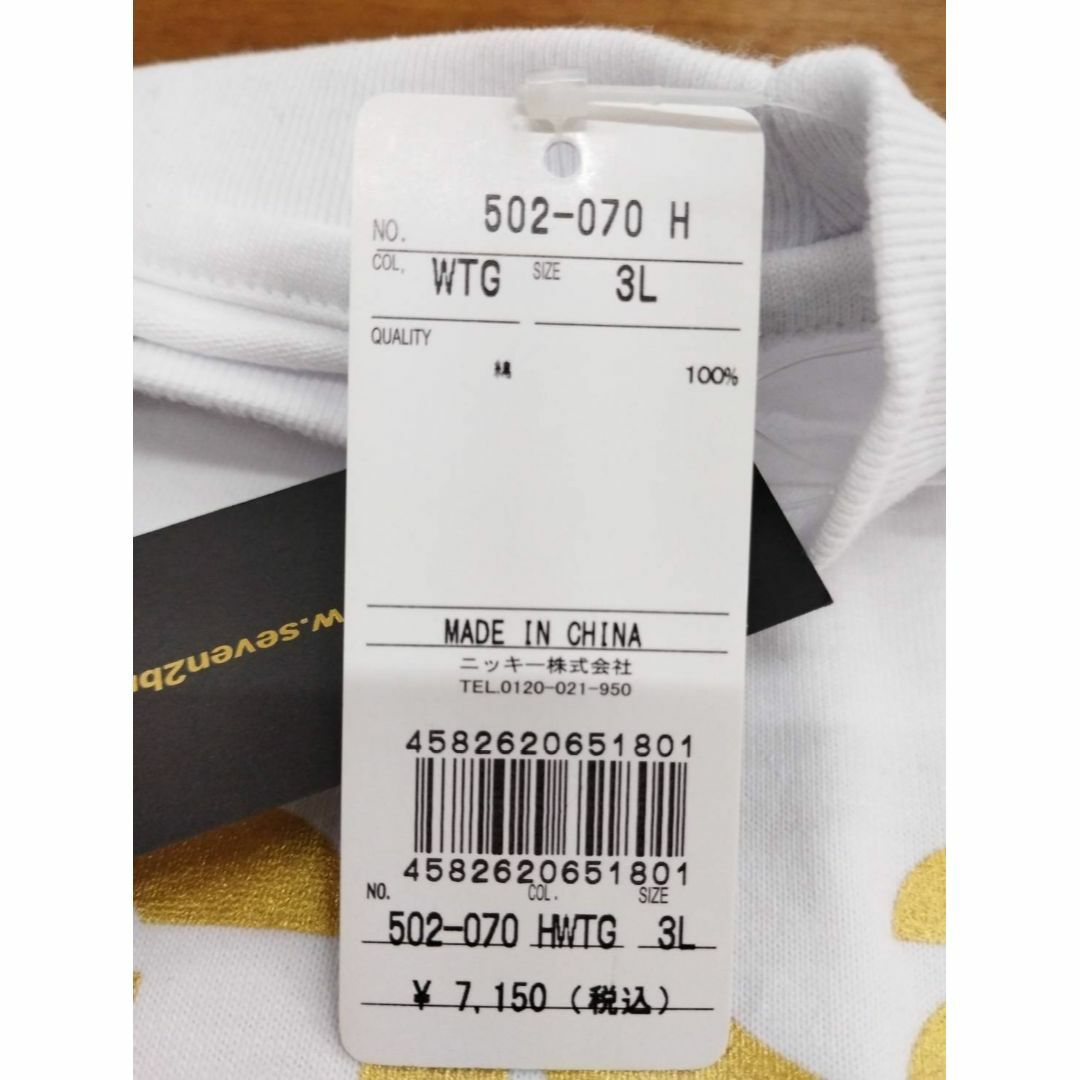 NO. 502-070 H
COL. WTG SIZE 3L
QUALITY
綿 100%
MADE IN CHINA
ニッキー株式会社
TEL.0120-021-950
4582620651801
4582620651801
NO. COL. SIZE
502-070 HWTG 3L
¥ 7,150 (税込)
w.seven2b